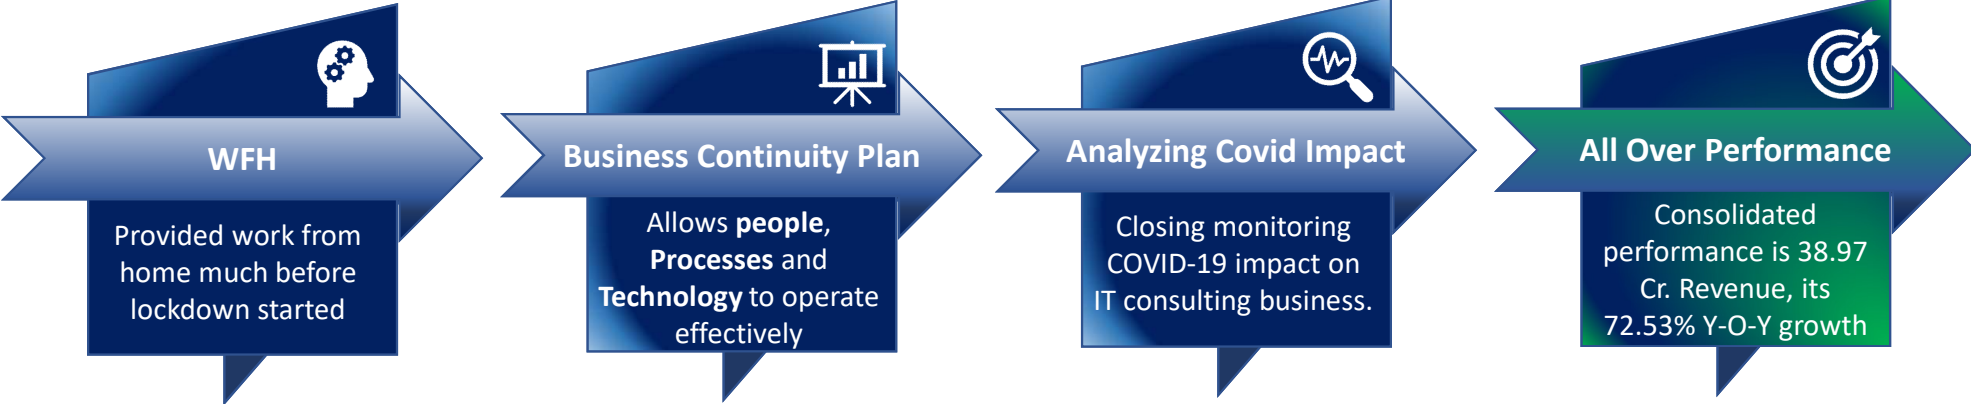 WFH
Provided work from
home much before
lockdown started
Business Continuity Plan
Allows people,
Processes and
Technology to operate
effectively
Analyzing Covid Impact
Closing monitoring
COVID-19 impact on
IT consulting business.
All Over Performance
Consolidated
performance is 38.97
Cr. Revenue, its
72.53% Y-O-Y growth